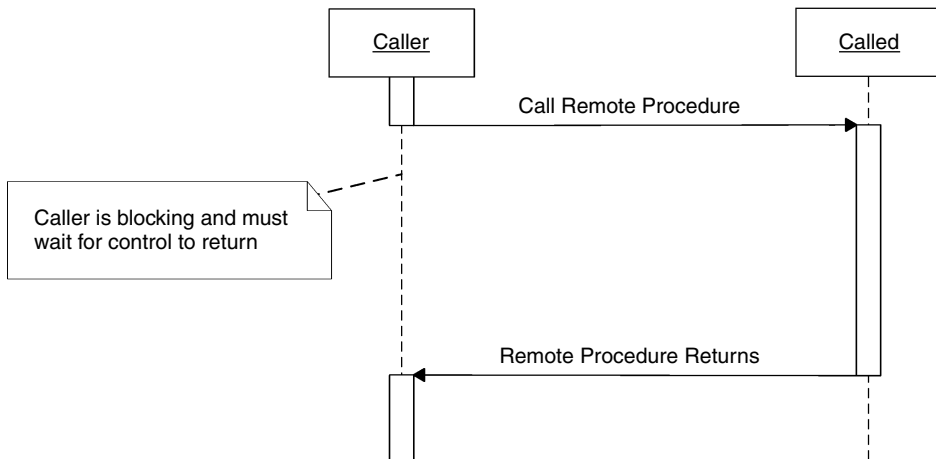 Caller
Called
Call Remote Procedure
Caller is blocking and must
wait for control to return
Remote Procedure Returns